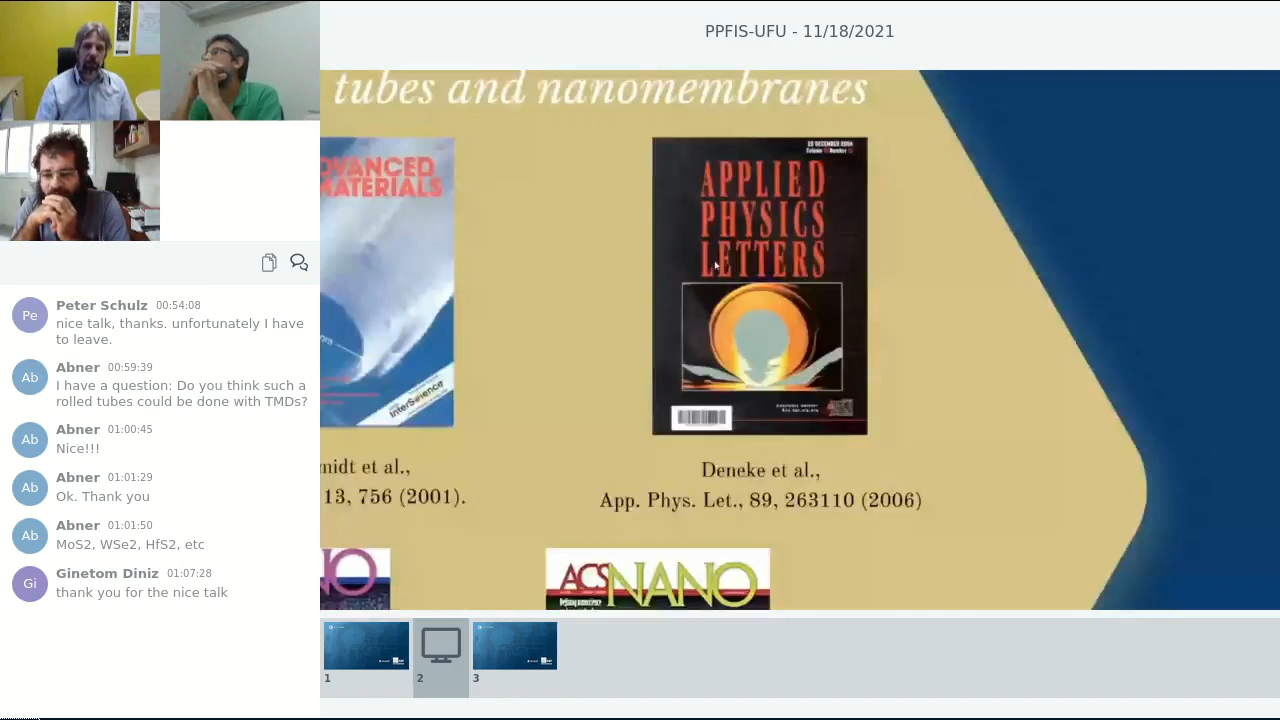 PPFIS-UFU - 11/18/2021
tubes and nanomembranes
DVANCED
MATERIALS
InterScience
APPLIED
PHYSICS
LETTERS
midt et al.,
13, 756 (2001).
Deneke et al.,
App. Phys. Let., 89, 263110 (2006)
NO
ACS NANO
Pe
Peter Schulz 00:54:08
nice talk, thanks. unfortunately I have
to leave.
Ab
Abner 00:59:39
I have a question: Do you think such a
rolled tubes could be done with TMDs?
Ab
Abner 01:00:45
Nice!!!
Ab
Abner 01:01:29
Ok. Thank you
Ab
Abner 01:01:50
MoS2, WSe2, HfS2, etc
Gi
Ginetom Diniz 01:07:28
thank you for the nice talk
1
2
3